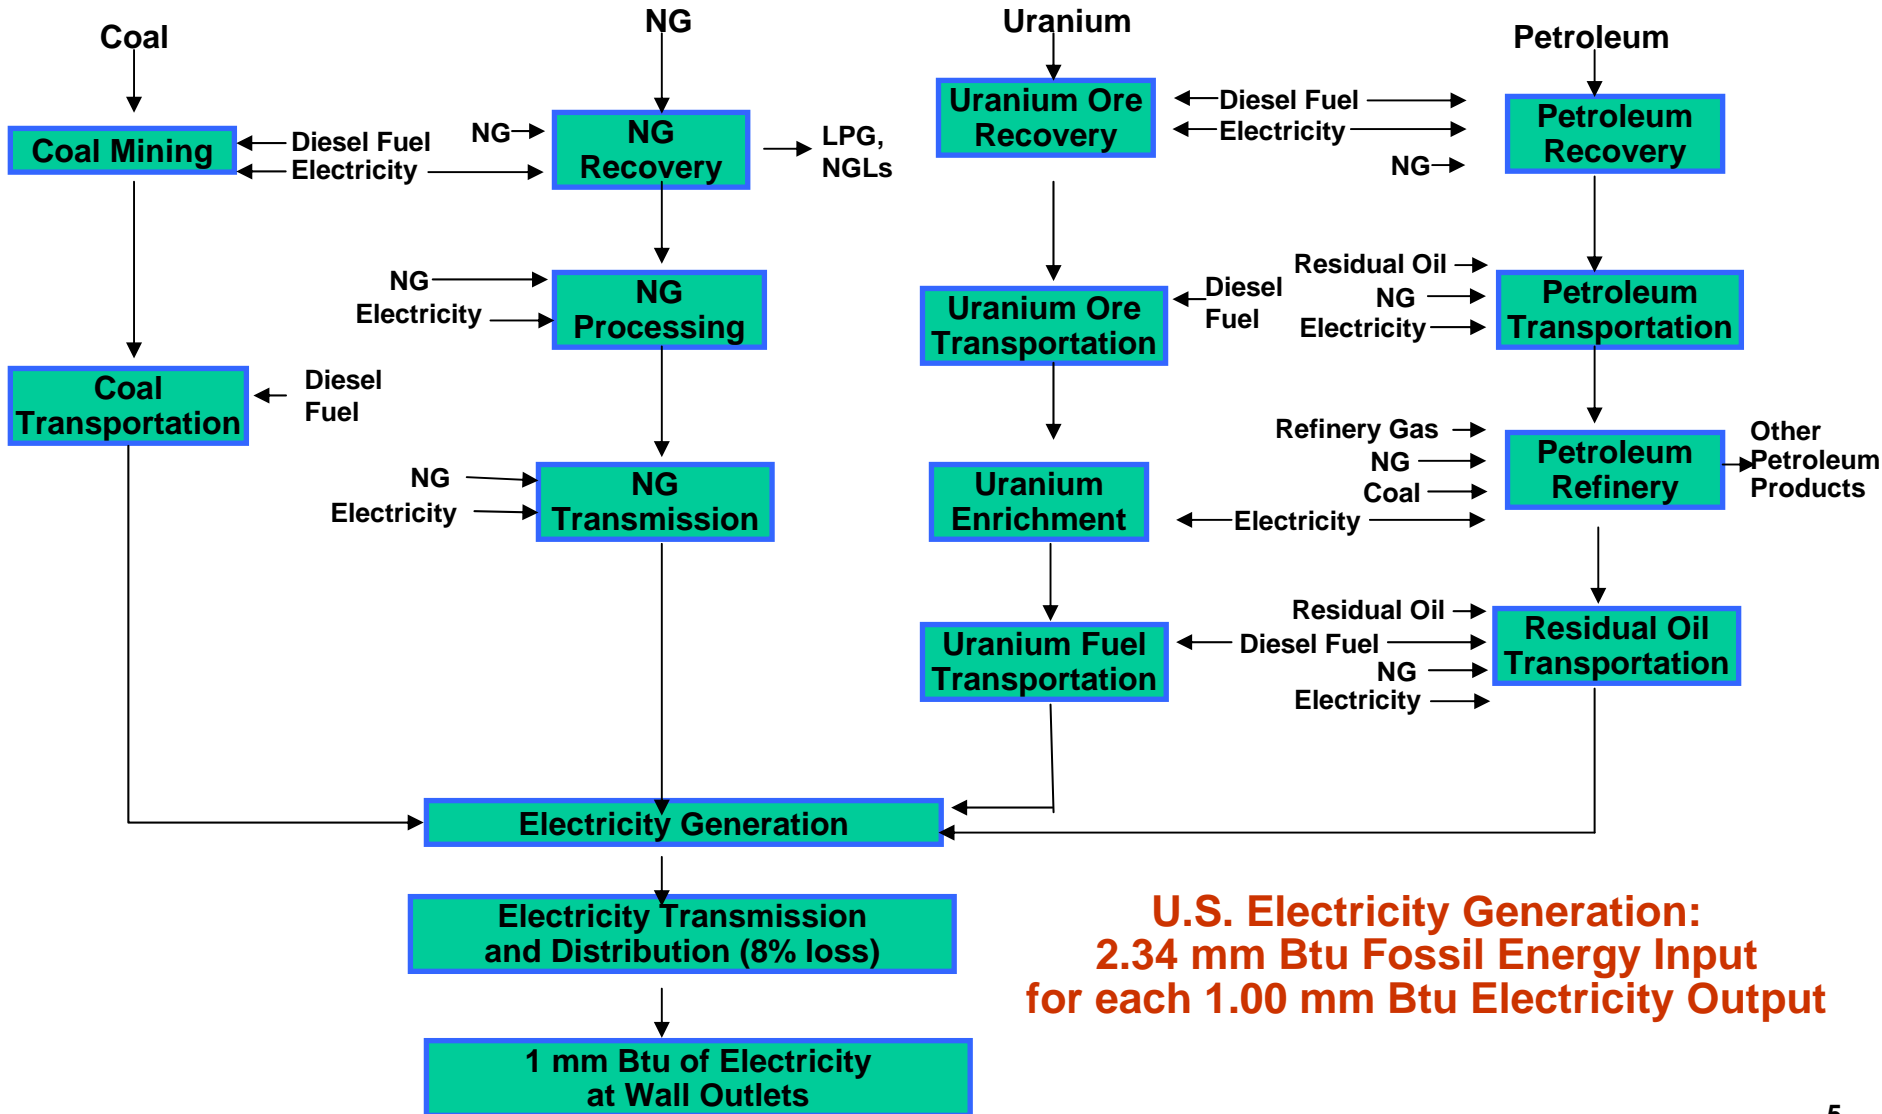 Coal
NG
Uranium
Petroleum
Coal Mining
Diesel Fuel
Electricity
NG
NG
Recovery
LPG,
NGLs
Uranium Ore
Recovery
Diesel Fuel
Electricity
NG
Petroleum
Recovery
NG
Electricity
NG
Processing
Uranium Ore
Transportation
Diesel
Fuel
Residual Oil
NG
Electricity
Petroleum
Transportation
Coal
Transportation
Diesel
Fuel
NG
Electricity
NG
Transmission
Uranium
Enrichment
Refinery Gas
NG
Coal
Electricity
Petroleum
Refinery
Other
Petroleum
Products
Uranium Fuel
Transportation
Residual Oil
Diesel Fuel
NG
Electricity
Residual Oil
Transportation
Electricity Generation
Electricity Transmission
and Distribution (8% loss)
1 mm Btu of Electricity
at Wall Outlets
U.S. Electricity Generation:
2.34 mm Btu Fossil Energy Input
for each 1.00 mm Btu Electricity Output
5